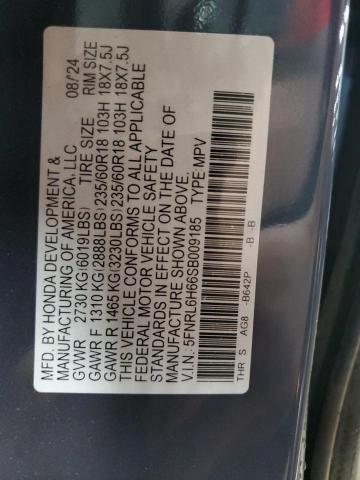 MFD. BY HONDA DEVELOPMENT & 08/24
MANUFACTURING OF AMERICA, LLC
GVWR 2730 KG(6019LBS) TIRE SIZE RIM SIZE
GAWR F 1310 KG(2888LBS)235/60R18 103H 18X7.5J
GAWR R 1465 KG(3230LBS)235/60R18 103H 18X7.5J
THIS VEHICLE CONFORMS TO ALL APPLICABLE
FEDERAL MOTOR VEHICLE SAFETY
STANDARDS IN EFFECT ON THE DATE OF
MANUFACTURE SHOWN ABOVE.
V.I.N.: 5FNRL6H66SB009185 TYPE:MPV
THR S AG8 -B642P -B -B